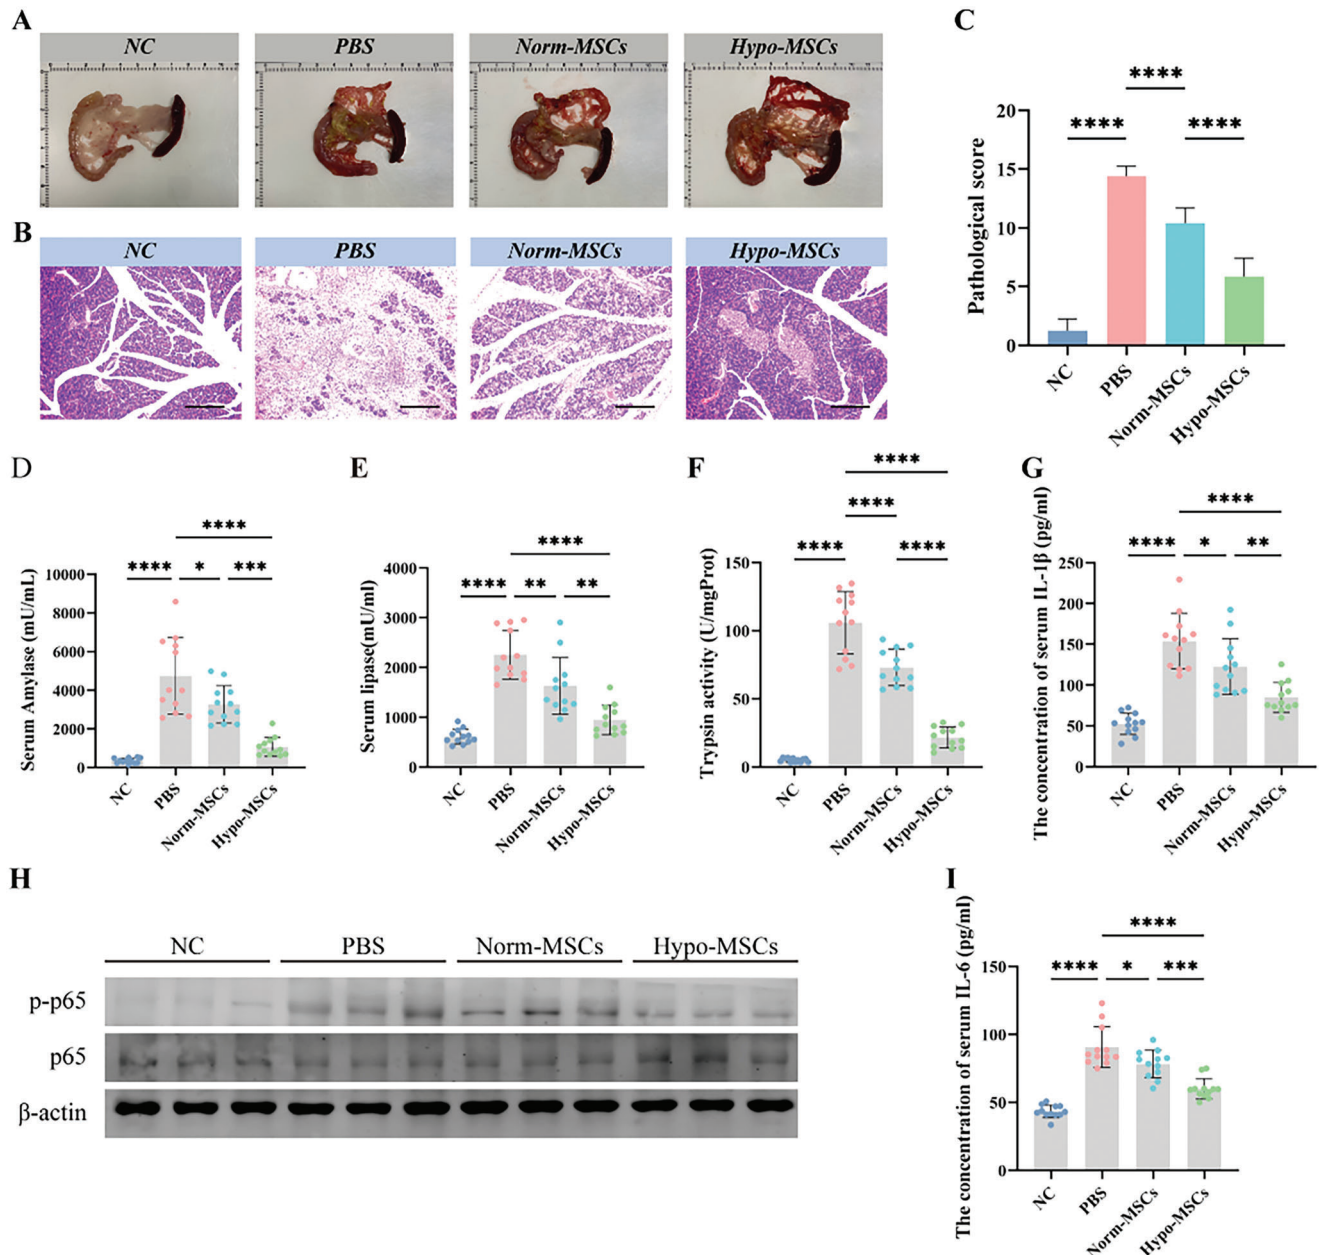 A
NC
PBS
Norm-MSCs
Hypo-MSCs
B
NC
PBS
Norm-MSCs
Hypo-MSCs
C
****
****
****
Pathological score
20
15
10
5
0
NC
PBS
Norm-MSCs
Hypo-MSCs
D
****
****
*
***
Serum Amylase (mU/mL)
10000
8000
6000
4000
2000
0
NC
PBS
Norm-MSCs
Hypo-MSCs
E
****
****
**
**
Serum lipase(mU/ml)
4000
3000
2000
1000
0
NC
PBS
Norm-MSCs
Hypo-MSCs
F
****
****
****
****
Trypsin activity (U/mgProt)
150
100
50
0
NC
PBS
Norm-MSCs
Hypo-MSCs
G
****
****
*
**
The concentration of serum IL-1β (pg/ml)
250
200
150
100
50
0
NC
PBS
Norm-MSCs
Hypo-MSCs
H
NC
PBS
Norm-MSCs
Hypo-MSCs
p-p65
p65
β-actin
I
****
****
*
***
The concentration of serum IL-6 (pg/ml)
150
100
50
0
NC
PBS
Norm-MSCs
Hypo-MSCs